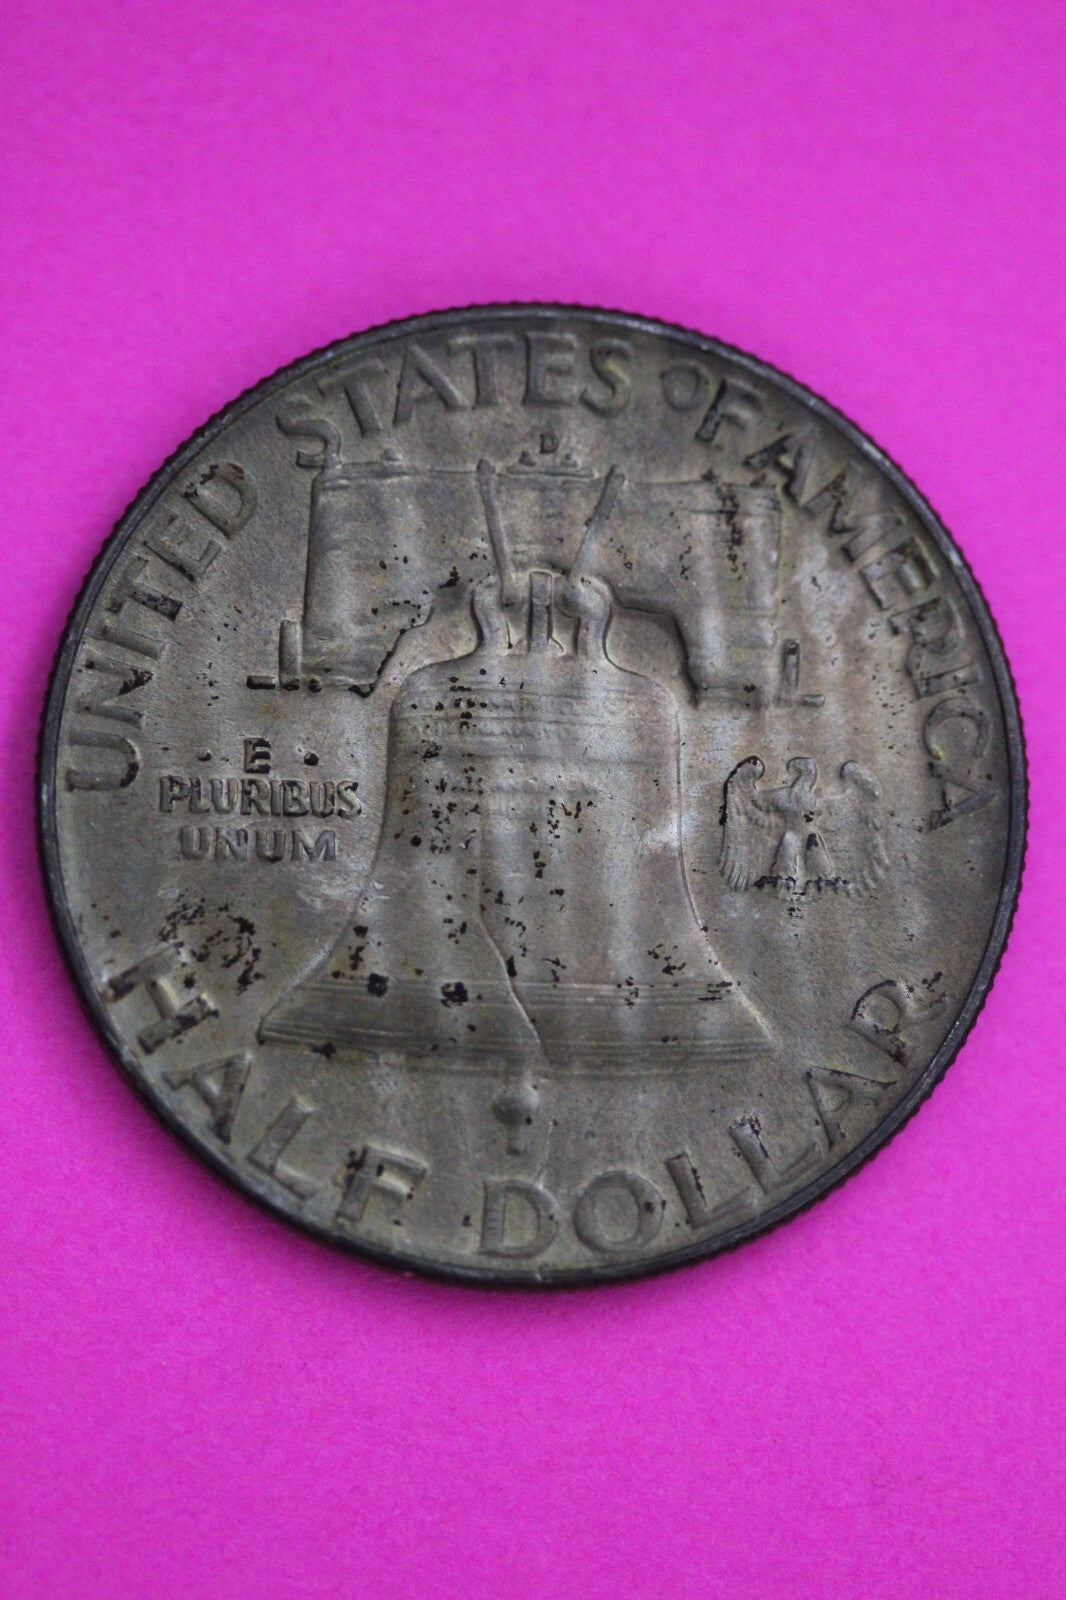 UNITED STATES OF AMERICA
D
E
PLURIBUS
UNUM
HALF DOLLAR